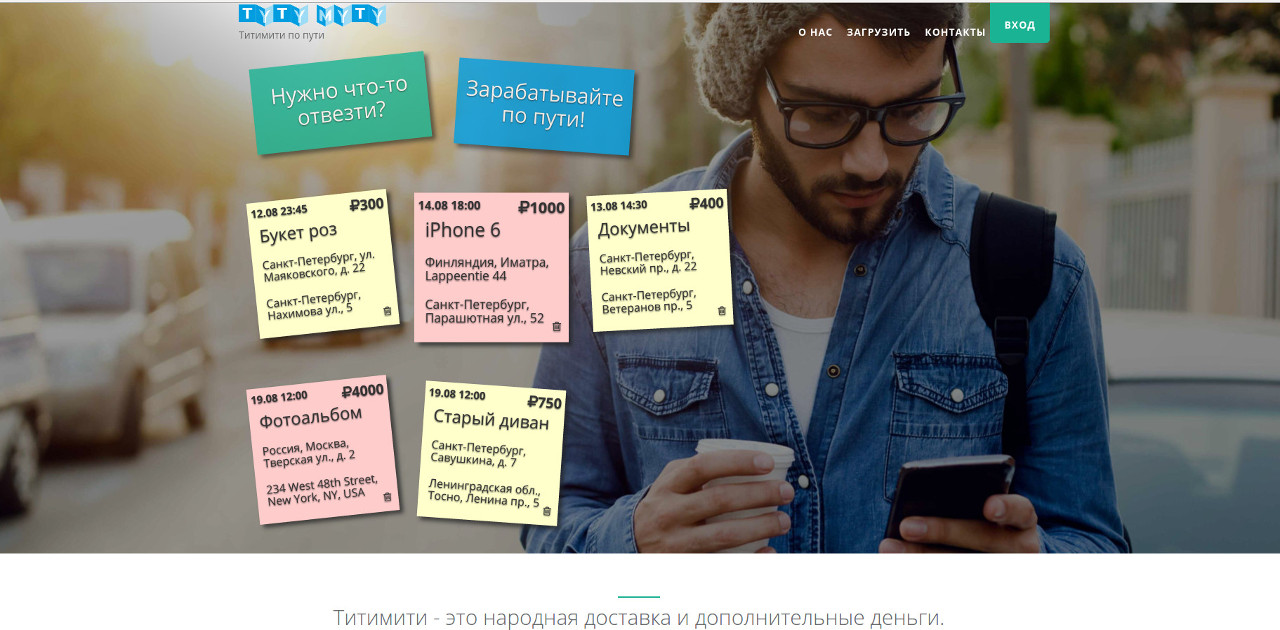 TYTY MYTY
Титимити по пути
О НАС ЗАГРУЗИТЬ КОНТАКТЫ ВХОД
Нужно что-то
отвезти?
Зарабатывайте
по пути!
12.08 23:45 ₽300
Букет роз
Санкт-Петербург, ул.
Маяковского, д. 22
Санкт-Петербург,
Нахимова ул., 5
14.08 18:00 ₽1000
iPhone 6
Финляндия, Иматра,
Lappeentie 44
Санкт-Петербург,
Парашютная ул., 52
13.08 14:30 ₽400
Документы
Санкт-Петербург,
Невский пр., д. 22
Санкт-Петербург,
Ветеранов пр., 5
19.08 12:00 ₽4000
Фотоальбом
Россия, Москва,
Тверская ул., д. 2
234 West 48th Street,
New York, NY, USA
19.08 12:00 ₽750
Старый диван
Санкт-Петербург,
Савушкина, д. 7
Ленинградская обл.,
Тосно, Ленина пр., 5
Титимити - это народная доставка и дополнительные деньги.